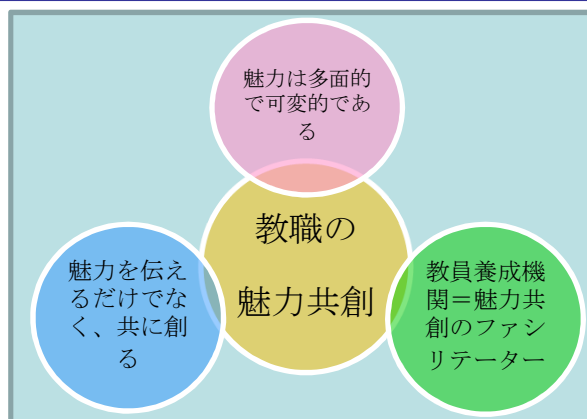 魅力は多面的
で可変的であ
る
教職の
魅力共創
魅力を伝え
るだけでな
く、共に創
る
教員養成機
関＝魅力共
創のファシ
リテーター